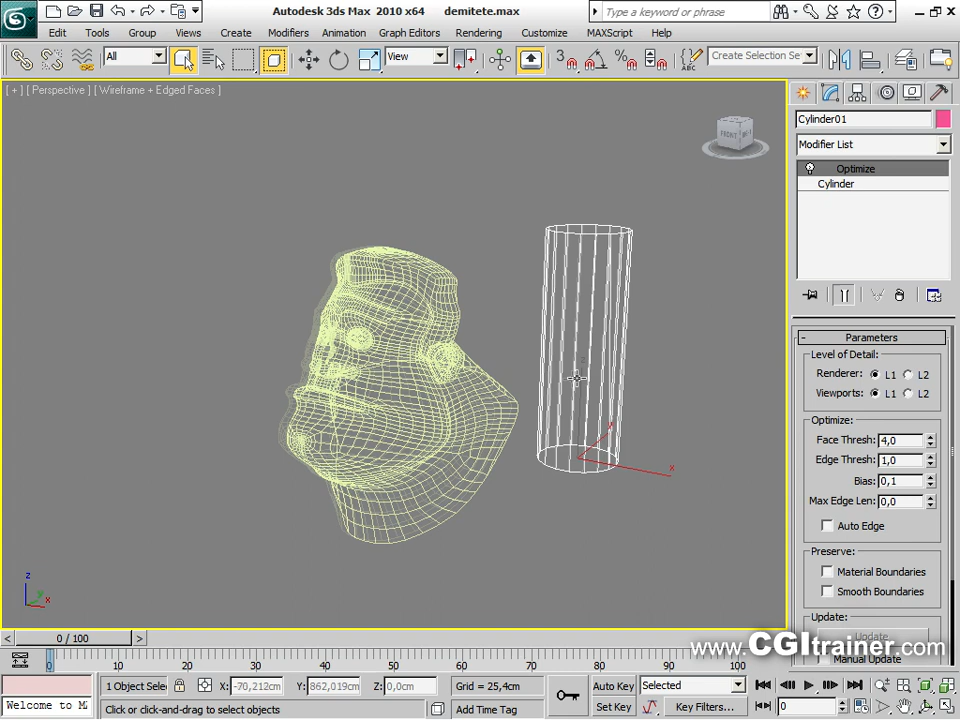 Autodesk 3ds Max 2010 x64 demitete.max
Type a keyword or phrase
Edit Tools Group Views Create Modifiers Animation Graph Editors Rendering Customize MAXScript Help
All View 3 Create Selection Se
[ + ] [ Perspective ] [ Wireframe + Edged Faces ]
FRONT
Cylinder01
Modifier List
Optimize
Cylinder
Parameters
Level of Detail:
Renderer: L1 L2
Viewports: L1 L2
Optimize:
Face Thresh: 4,0
Edge Thresh: 1,0
Bias: 0,1
Max Edge Len: 0,0
Auto Edge
Preserve:
Material Boundaries
Smooth Boundaries
Update:
Update
Manual Update
z
x
x
www.CGItrainer.com
0 / 100
0 10 20 30 40 50 60 70 80 90 100
1 Object Selec X: -70,212cm Y: 862,019cm Z: 0,0cm Grid = 25,4cm Auto Key Selected
Welcome to M Click or click-and-drag to select objects Add Time Tag Set Key Key Filters... 0